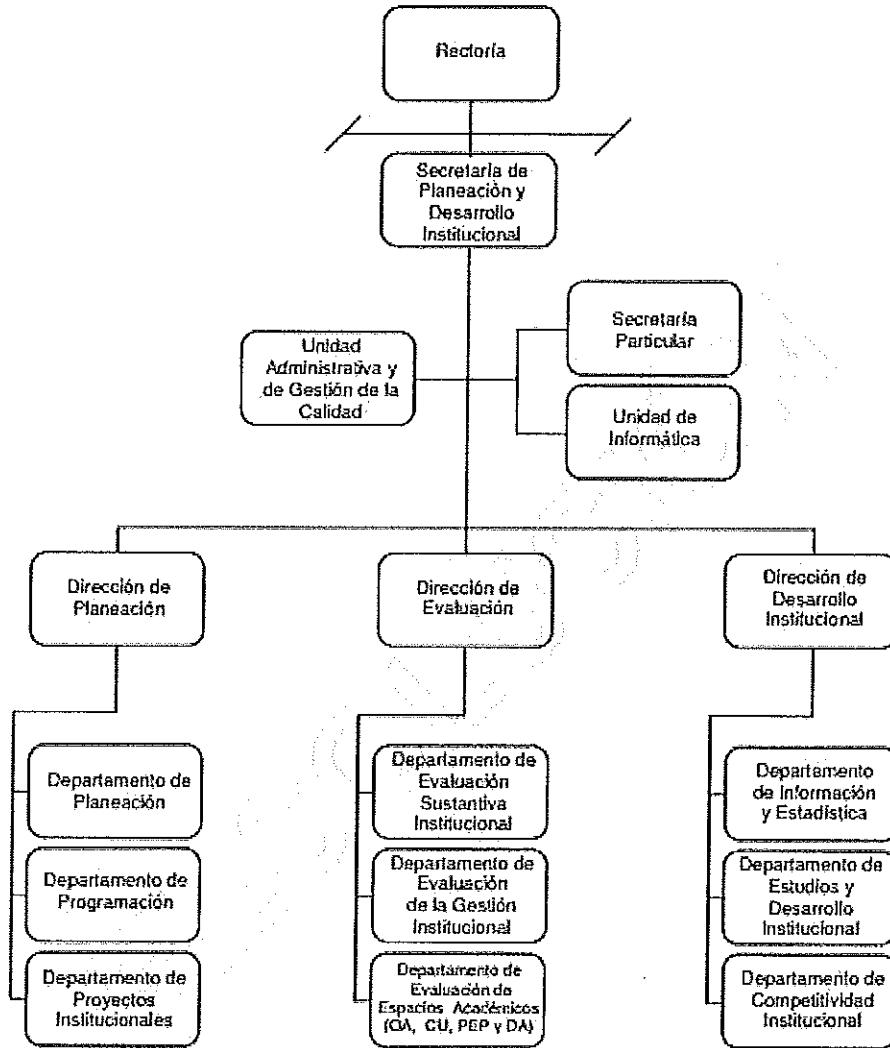 Rectoría
Secretaría de
Planeación y
Desarrollo
Institucional
Unidad
Administrativa y
de Gestión de la
Calidad
Secretaría
Particular
Unidad de
Informática
Dirección de
Planeación
Dirección de
Evaluación
Dirección de
Desarrollo
Institucional
Departamento de
Planeación
Departamento de
Programación
Departamento de
Proyectos
Institucionales
Departamento de
Evaluación
Sustantiva
Institucional
Departamento de
Evaluación
de la Gestión
Institucional
Departamento de
Evaluación de
Espacios Académicos
(OA, CU, PEP y DA)
Departamento
de Información
y Estadística
Departamento de
Estudios y
Desarrollo
Institucional
Departamento de
Competitividad
Institucional